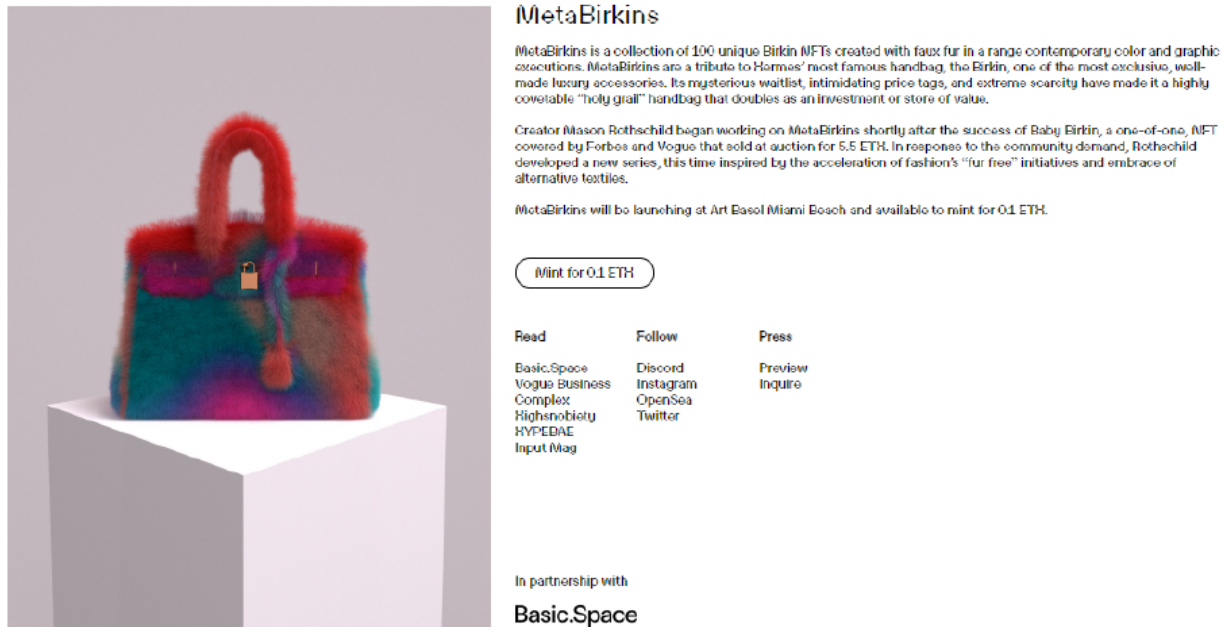 MetaBirkins
MetaBirkins is a collection of 100 unique Birkin NFTs created with faux fur in a range contemporary color and graphic
executions. MetaBirkins are a tribute to Hermes' most famous handbag, the Birkin, one of the most exclusive, well-
made luxury accessories. Its mysterious waitlist, intimidating price tags, and extreme scarcity have made it a highly
covetable "holy grail" handbag that doubles as an investment or store of value.
Creator Mason Rothschild began working on MetaBirkins shortly after the success of Baby Birkin, a one-of-one, NFT
covered by Forbes and Vogue that sold at auction for 5.5 ETH. In response to the community demand, Rothschild
developed a new series, this time inspired by the acceleration of fashion's "fur free" initiatives and embrace of
alternative textiles.
MetaBirkins will be launching at Art Basel Miami Beach and available to mint for 0.1 ETH.
Mint for 0.1 ETH
Read
Basic.Space
Vogue Business
Complex
Highsnobiety
HYPEBAE
Input Mag
Follow
Discord
Instagram
OpenSea
Twitter
Press
Preview
Inquire
In partnership with
Basic.Space